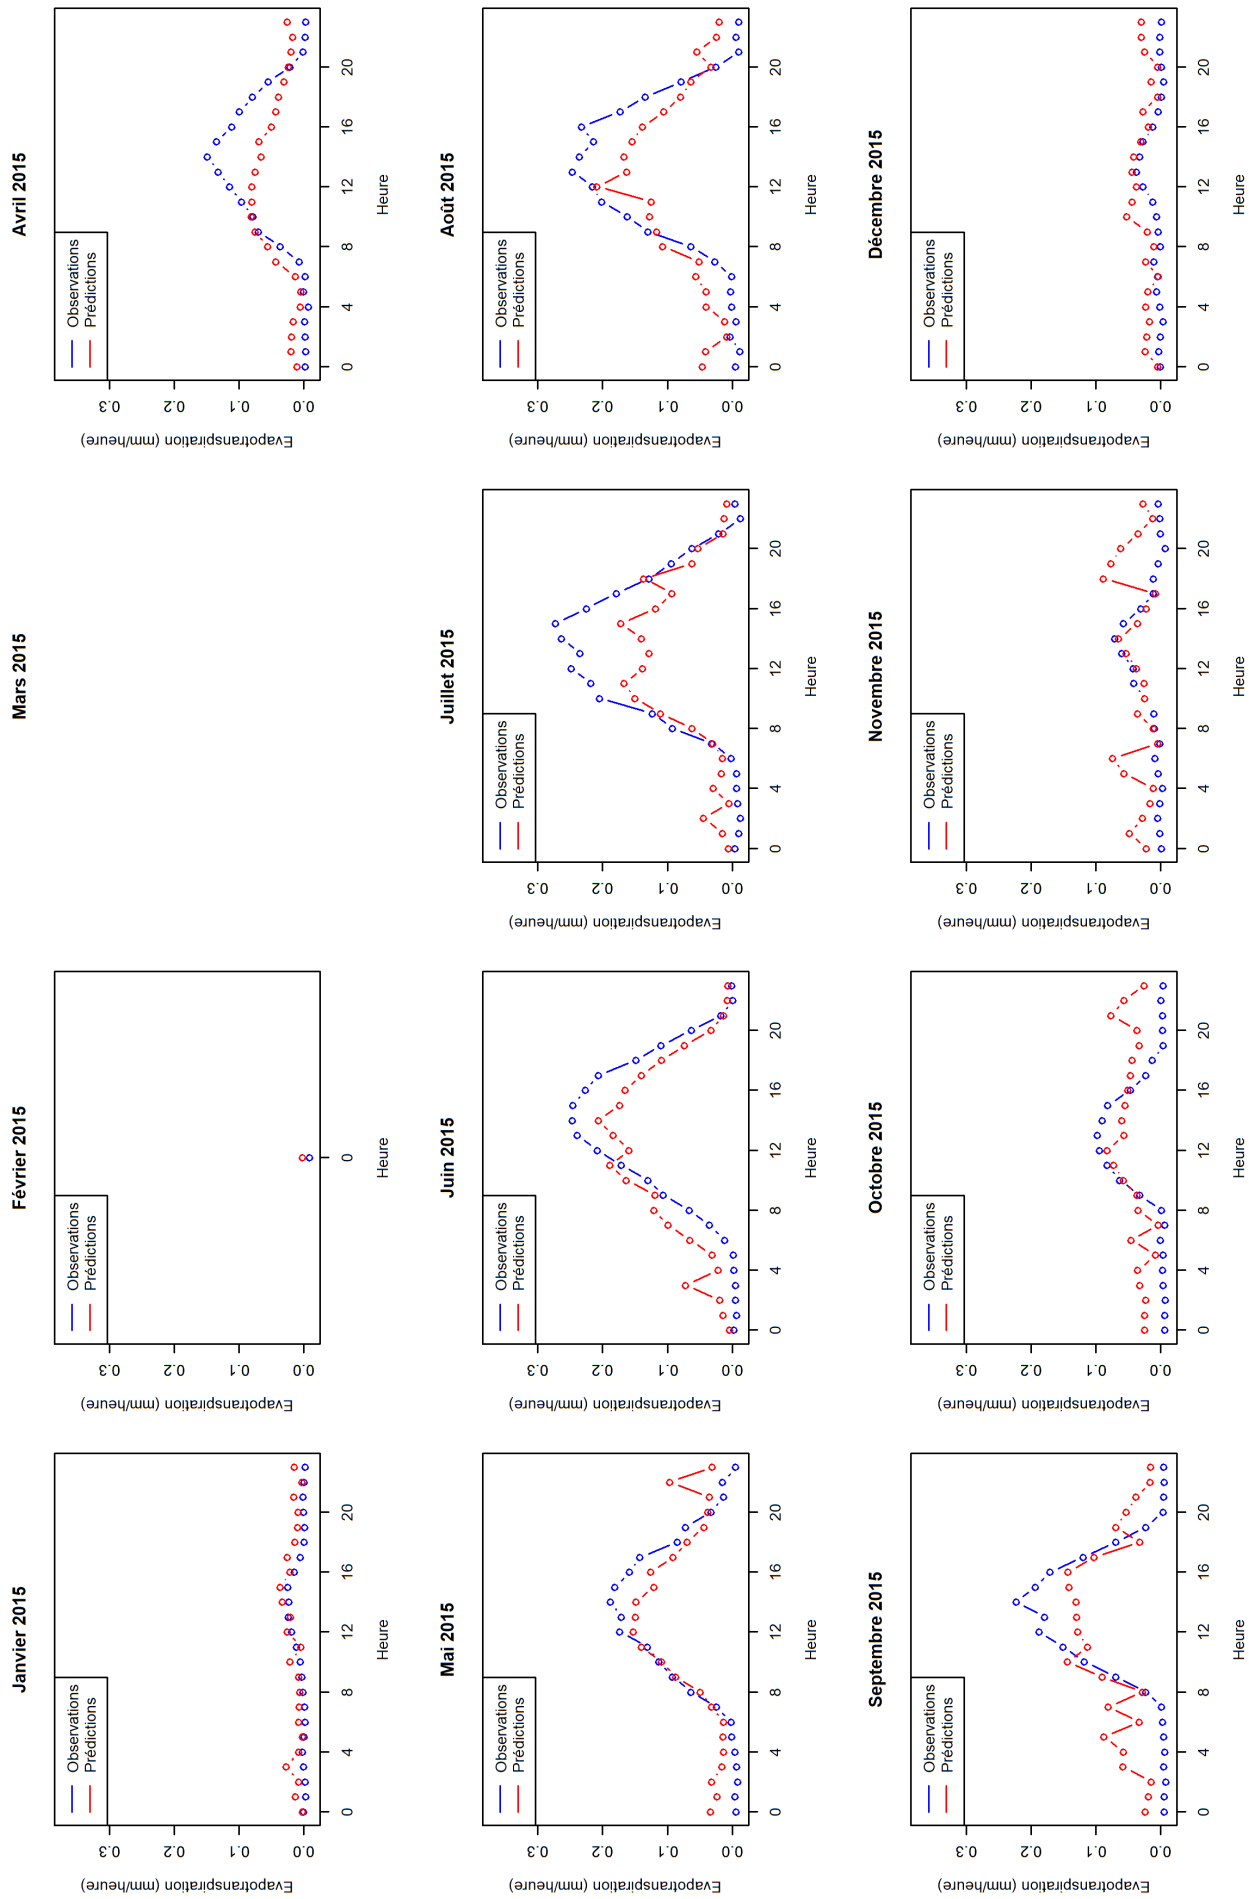 Janvier 2015
Evapotranspiration (mm/heure)
0.3
0.2
0.1
0.0
Observations
Prédictions
0 4 8 12 16 20
Heure
Février 2015
Evapotranspiration (mm/heure)
0.3
0.2
0.1
0.0
Observations
Prédictions
0
Heure
Mars 2015
Avril 2015
Evapotranspiration (mm/heure)
0.3
0.2
0.1
0.0
Observations
Prédictions
0 4 8 12 16 20
Heure
Mai 2015
Evapotranspiration (mm/heure)
0.3
0.2
0.1
0.0
Observations
Prédictions
0 4 8 12 16 20
Heure
Juin 2015
Evapotranspiration (mm/heure)
0.3
0.2
0.1
0.0
Observations
Prédictions
0 4 8 12 16 20
Heure
Juillet 2015
Evapotranspiration (mm/heure)
0.3
0.2
0.1
0.0
Observations
Prédictions
0 4 8 12 16 20
Heure
Août 2015
Evapotranspiration (mm/heure)
0.3
0.2
0.1
0.0
Observations
Prédictions
0 4 8 12 16 20
Heure
Septembre 2015
Evapotranspiration (mm/heure)
0.3
0.2
0.1
0.0
Observations
Prédictions
0 4 8 12 16 20
Heure
Octobre 2015
Evapotranspiration (mm/heure)
0.3
0.2
0.1
0.0
Observations
Prédictions
0 4 8 12 16 20
Heure
Novembre 2015
Evapotranspiration (mm/heure)
0.3
0.2
0.1
0.0
Observations
Prédictions
0 4 8 12 16 20
Heure
Décembre 2015
Evapotranspiration (mm/heure)
0.3
0.2
0.1
0.0
Observations
Prédictions
0 4 8 12 16 20
Heure